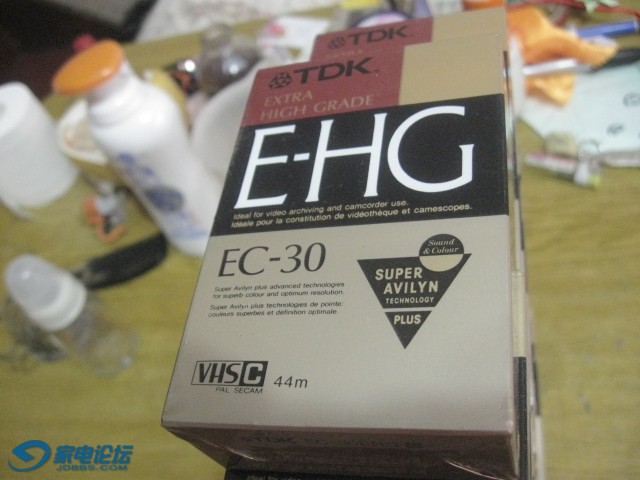 TDK
TDK
EXTRA
HIGH GRADE
E-HG
Ideal for video archiving and camcorder use.
Idéale pour la constitution de vidéothèque et camescopes.
EC-30
Super Avilyn plus advanced technologies
for superb colour and optimum resolution.
Super Avilyn plus technologies de pointe:
couleurs superbes et définition optimale.
Sound
& Colour
SUPER
AVILYN
TECHNOLOGY
PLUS
VHS C
PAL SECAM
44m
TDK
家电论坛
JDBBS.COM